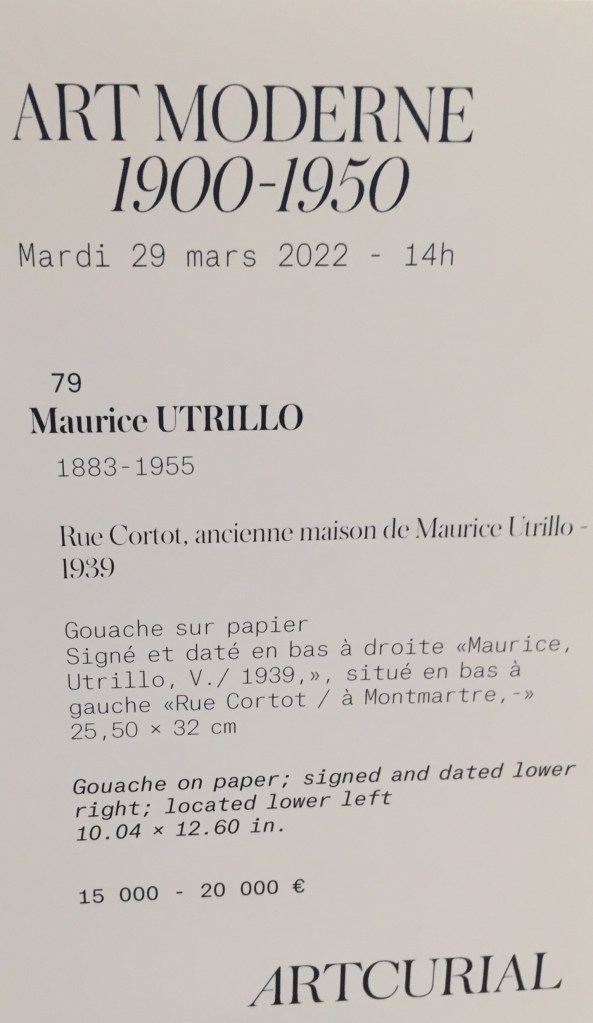 ART MODERNE
1900-1950
Mardi 29 mars 2022 - 14h
79
Maurice UTRILLO
1883-1955
Rue Cortot, ancienne maison de Maurice Utrillo -
1939
Gouache sur papier
Signé et daté en bas à droite «Maurice,
Utrillo, V./ 1939,», situé en bas à
gauche «Rue Cortot / à Montmartre,-»
25,50 × 32 cm
Gouache on paper; signed and dated lower
right; located lower left
10.04 × 12.60 in.
15 000 - 20 000 €
ARTCURIAL